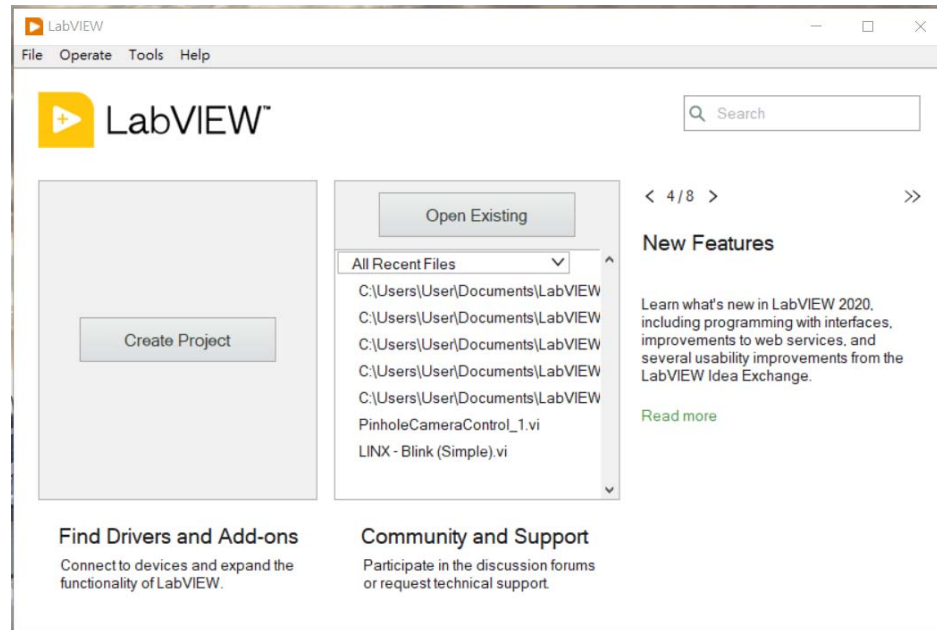 LabVIEW
File Operate Tools Help
LabVIEW™
Search
Create Project
Open Existing
All Recent Files
C:\Users\User\Documents\LabVIEW
C:\Users\User\Documents\LabVIEW
C:\Users\User\Documents\LabVIEW
C:\Users\User\Documents\LabVIEW
C:\Users\User\Documents\LabVIEW
PinholeCameraControl_1.vi
LINX - Blink (Simple).vi
4/8
New Features
Learn what's new in LabVIEW 2020,
including programming with interfaces,
improvements to web services, and
several usability improvements from the
LabVIEW Idea Exchange.
Read more
Find Drivers and Add-ons
Connect to devices and expand the
functionality of LabVIEW.
Community and Support
Participate in the discussion forums
or request technical support.